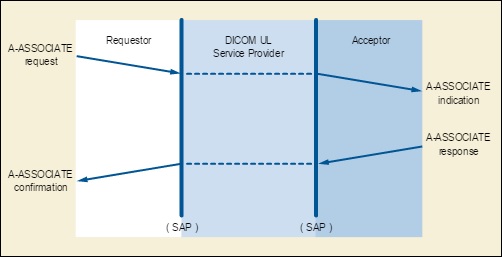 Requestor
DICOM UL
Service Provider
Acceptor
A-ASSOCIATE
request
A-ASSOCIATE
indication
A-ASSOCIATE
response
A-ASSOCIATE
confirmation
( SAP )
( SAP )